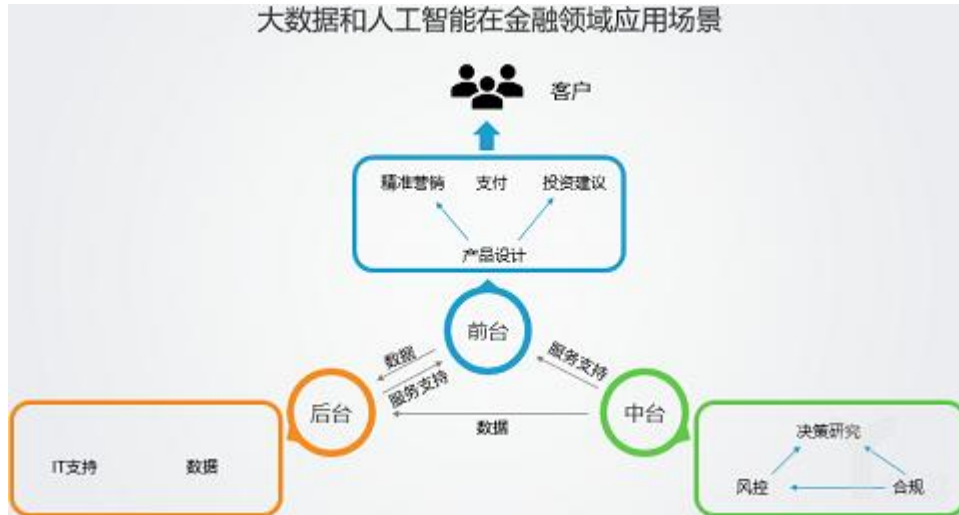 大数据和人工智能在金融领域应用场景
客户
精准营销 支付 投资建议
产品设计
前台
数据
服务支持
服务支持
后台
中台
数据
IT支持 数据
决策研究
风控 合规